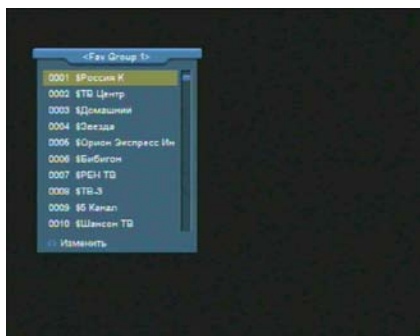 <Fav Group 1>
0001 $Россия К
0002 $ТВ Центр
0003 $Домашний
0004 $Звезда
0005 $Орион Экспресс Ин
0006 $Бибигон
0007 $РЕН ТВ
0008 $ТВ-3
0009 $5 Канал
0010 $Шансон ТВ
Изменить